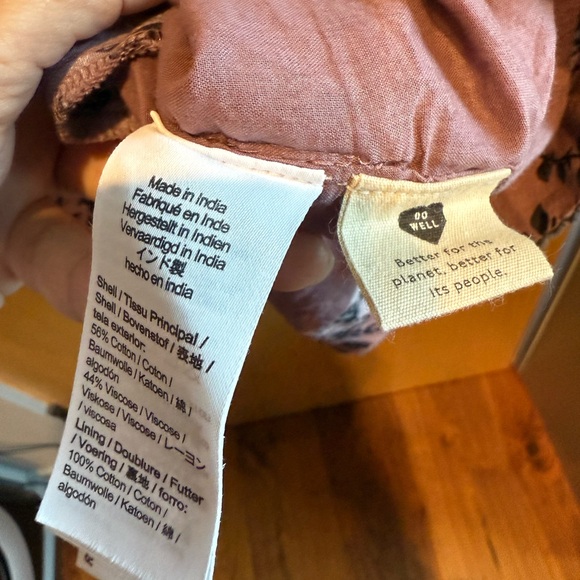 Made in India
Fabriqué en Inde
Hergestellt in Indien
Vervaardigd in India
インド製
hecho en india
Shell / Tissu Principal /
Shell / Bovenstof / 表地 /
tela exterior:
56% Cotton / Coton /
Baumwolle / Katoen / 綿 /
algodón
44% Viscose / Viscose /
Viskose / Viscose / レーヨン
/ viscosa
Lining / Doublure / Futter
/ Voering / 裏地 / forro:
100% Cotton / Coton /
Baumwolle / Katoen / 綿 /
algodón
DO
WELL
Better for the
planet, better for
its people.